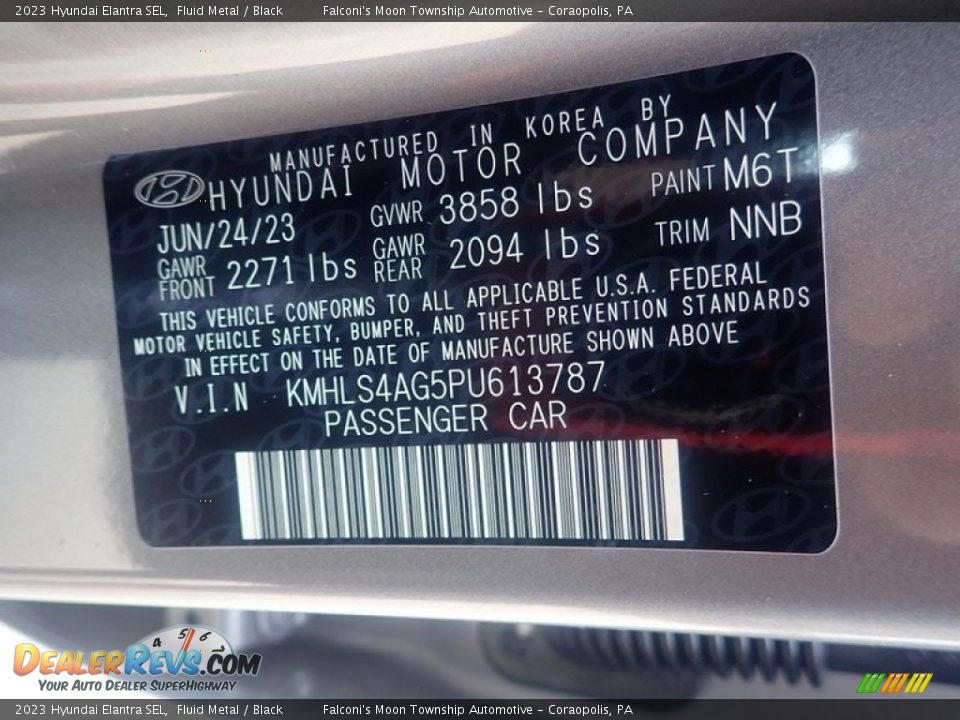 2023 Hyundai Elantra SEL, Fluid Metal / Black Falconi's Moon Township Automotive - Coraopolis, PA
MANUFACTURED IN KOREA BY
HYUNDAI MOTOR COMPANY
JUN/24/23 GVWR 3858 lbs PAINT M6T
GAWR FRONT 2271 lbs GAWR REAR 2094 lbs TRIM NNB
THIS VEHICLE CONFORMS TO ALL APPLICABLE U.S.A. FEDERAL
MOTOR VEHICLE SAFETY, BUMPER, AND THEFT PREVENTION STANDARDS
IN EFFECT ON THE DATE OF MANUFACTURE SHOWN ABOVE
V.I.N KMHLS4AG5PU613787
PASSENGER CAR
4 5 6
DEALERREVS.COM
YOUR AUTO DEALER SUPERHIGHWAY
2023 Hyundai Elantra SEL, Fluid Metal / Black Falconi's Moon Township Automotive - Coraopolis, PA